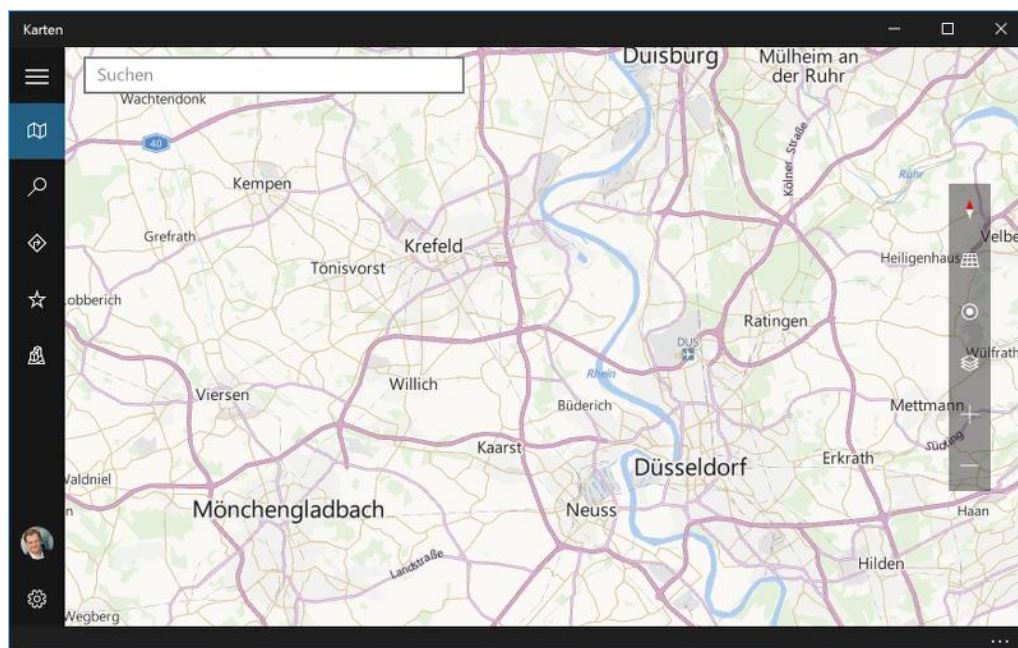 Karten
Suchen
Duisburg
Mülheim an
der Ruhr
Wachtendonk
40
Kölner Straße
Ruhr
Kempen
Grefrath
Krefeld
Velbe
Heiligenhaus
Tönisvorst
Lobberich
Ratingen
DUS
Wülfrath
Rhein
Willich
Viersen
Büderich
Mettmann
Kaarst
Südring
Düsseldorf
Erkrath
Waldniel
n
Mönchengladbach
Neuss
Haan
Landstraße
Hilden
Wegberg